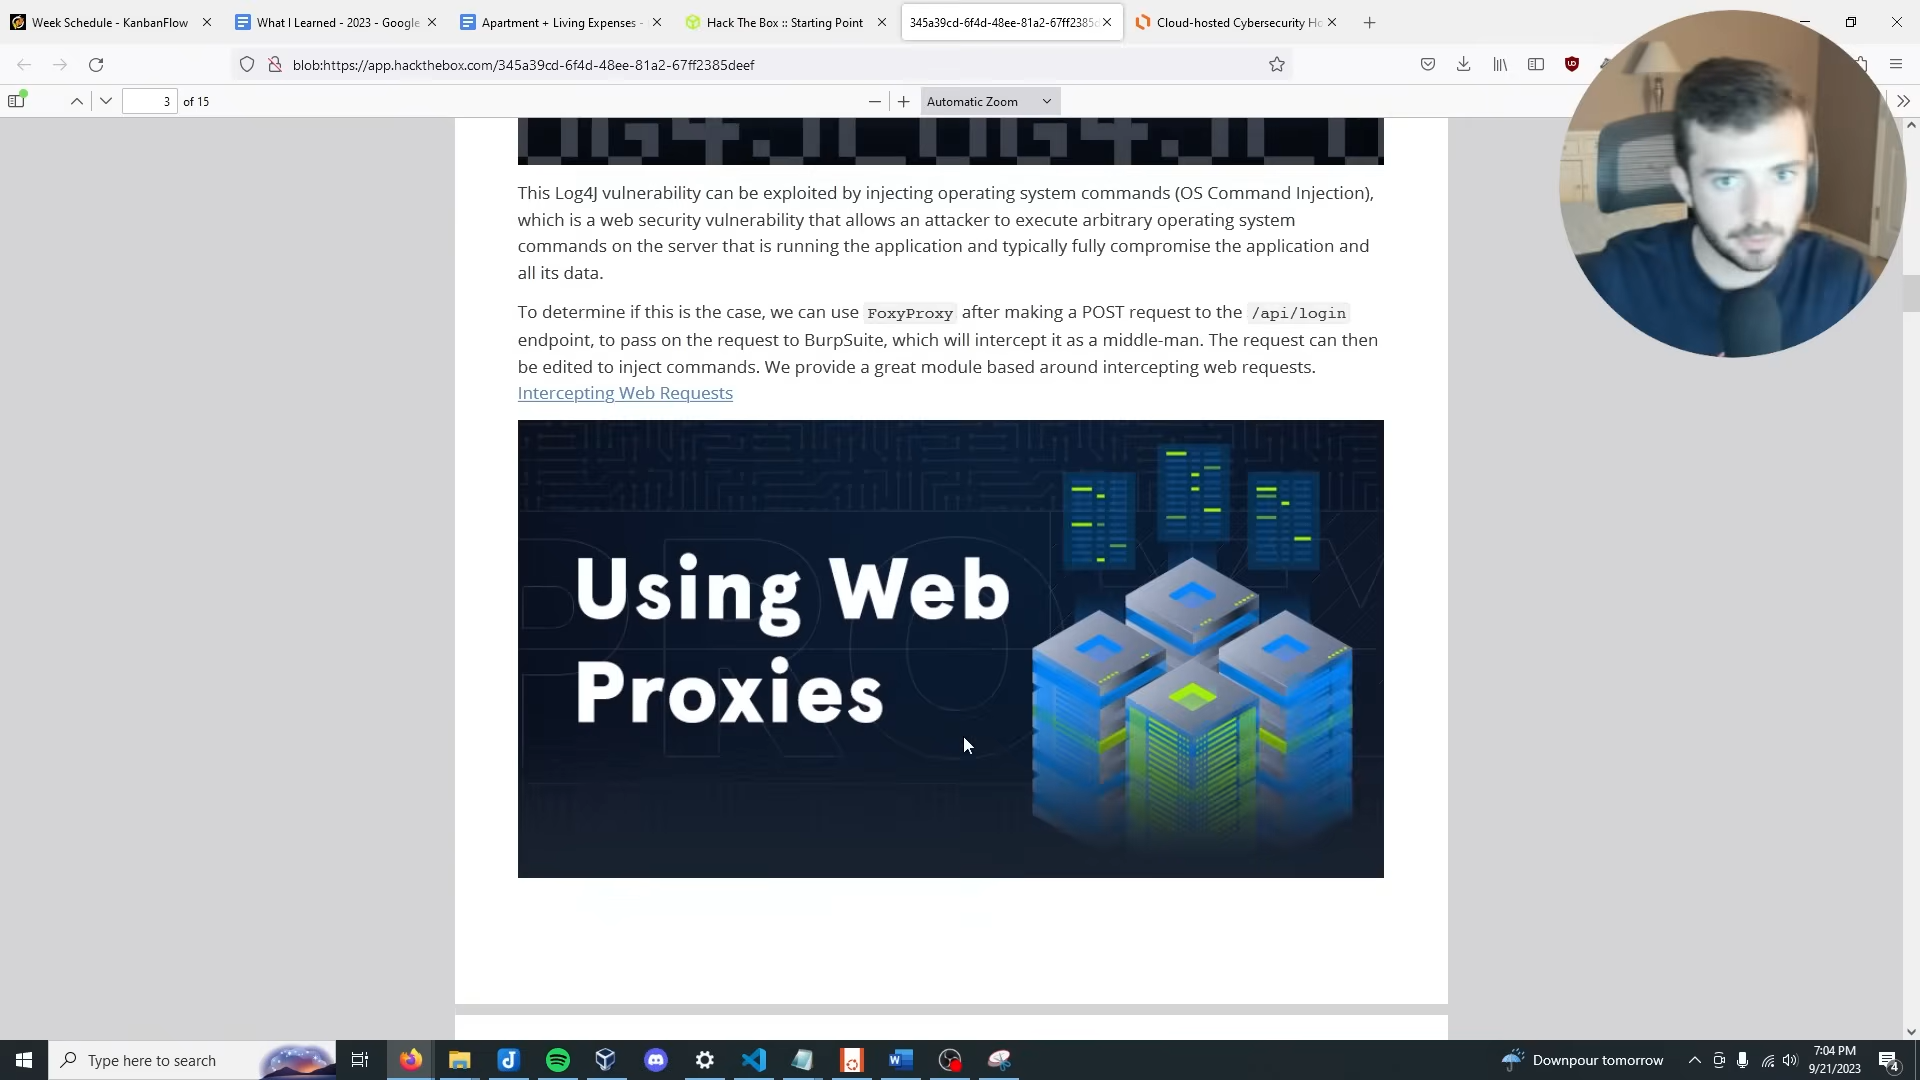 Week Schedule - KanbanFlow
What I Learned - 2023 - Google
Apartment + Living Expenses -
Hack The Box :: Starting Point
345a39cd-6f4d-48ee-81a2-67ff2385d
Cloud-hosted Cybersecurity Ho
blob:https://app.hackthebox.com/345a39cd-6f4d-48ee-81a2-67ff2385deef
3 of 15
Automatic Zoom
This Log4J vulnerability can be exploited by injecting operating system commands (OS Command Injection),
which is a web security vulnerability that allows an attacker to execute arbitrary operating system
commands on the server that is running the application and typically fully compromise the application and
all its data.
To determine if this is the case, we can use FoxyProxy after making a POST request to the /api/login
endpoint, to pass on the request to BurpSuite, which will intercept it as a middle-man. The request can then
be edited to inject commands. We provide a great module based around intercepting web requests.
Intercepting Web Requests
Using Web
Proxies
Type here to search
Downpour tomorrow
7:04 PM
9/21/2023
4